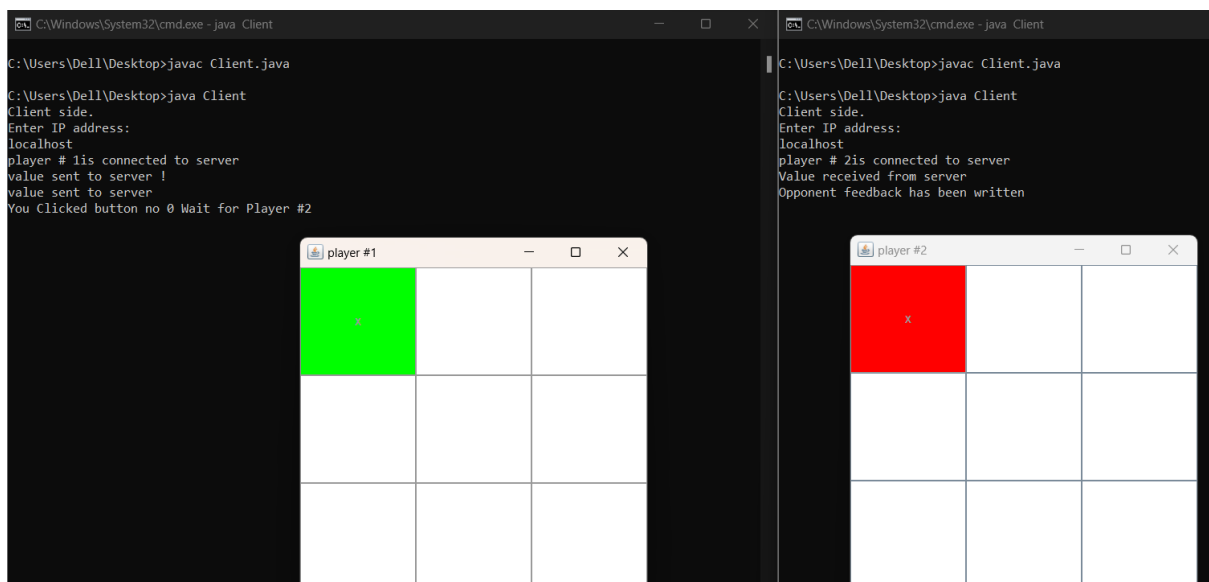 C:\Windows\System32\cmd.exe - java  Client
C:\Users\Dell\Desktop>javac Client.java
C:\Users\Dell\Desktop>java Client
Client side.
Enter IP address:
localhost
player # 1is connected to server
value sent to server !
value sent to server
You Clicked button no 0 Wait for Player #2
player #1
X
C:\Windows\System32\cmd.exe - java  Client
C:\Users\Dell\Desktop>javac Client.java
C:\Users\Dell\Desktop>java Client
Client side.
Enter IP address:
localhost
player # 2is connected to server
Value received from server
Opponent feedback has been written
player #2
X